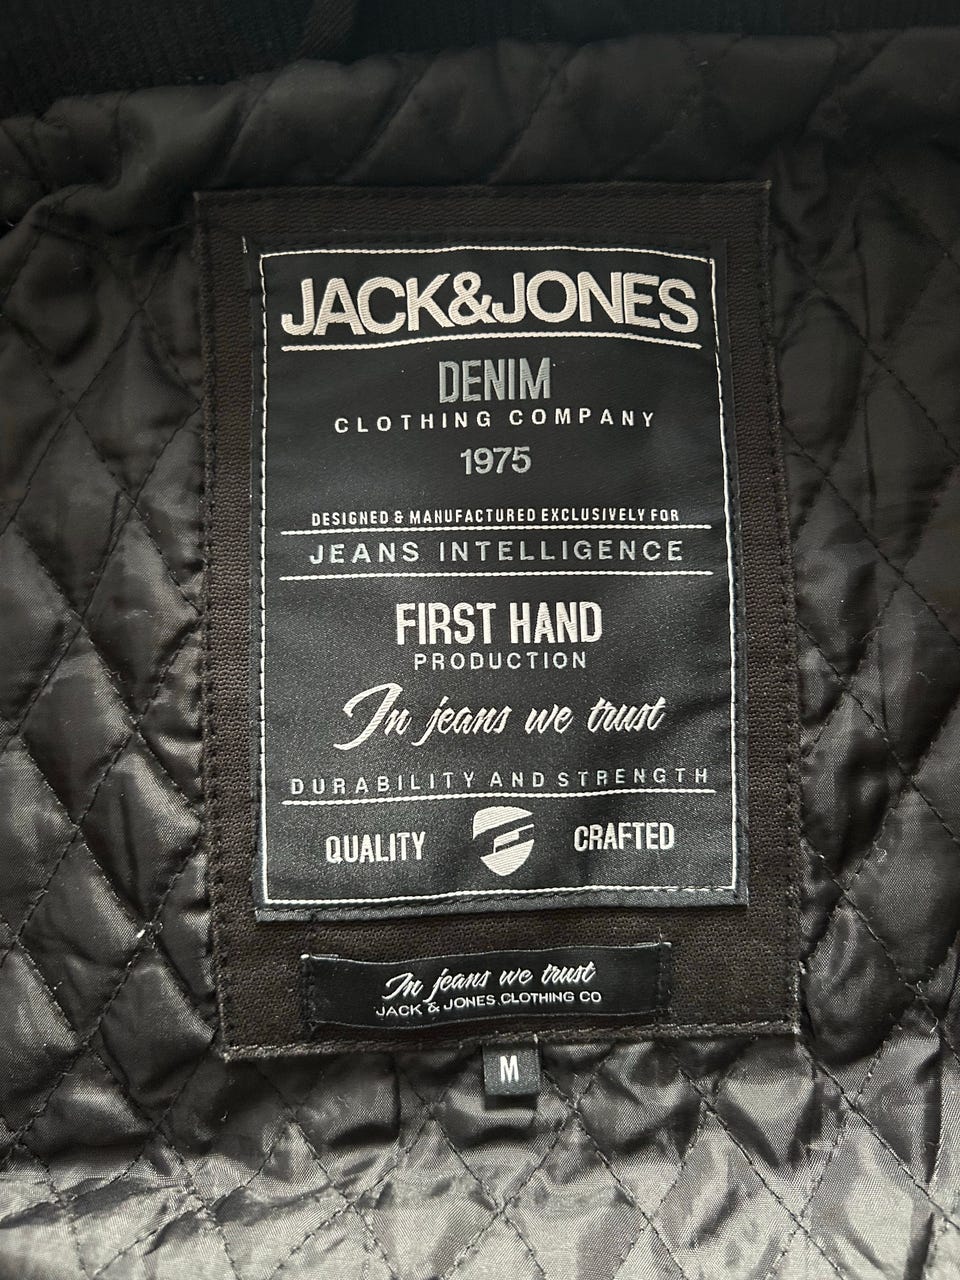 JACK&JONES
DENIM
CLOTHING COMPANY
1975
DESIGNED & MANUFACTURED EXCLUSIVELY FOR
JEANS INTELLIGENCE
FIRST HAND
PRODUCTION
In jeans we trust
DURABILITY AND STRENGTH
QUALITY CRAFTED
In jeans we trust
JACK & JONES CLOTHING CO
M